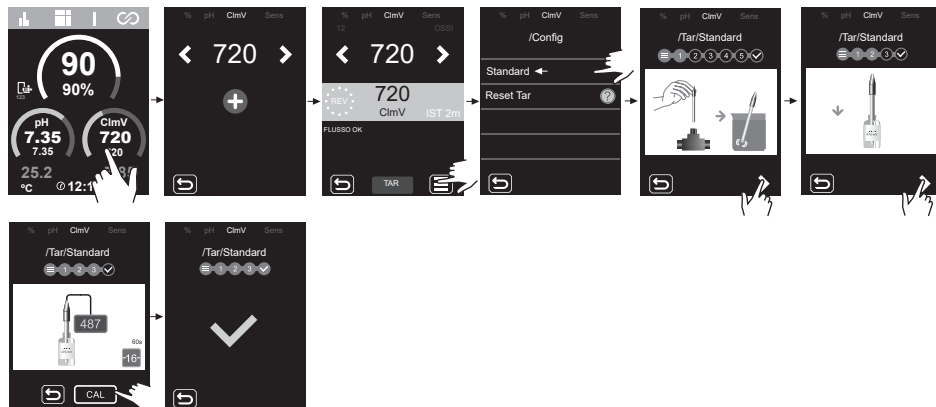 90
90%
123
pH
7.35
7.35
ClmV
720
25.2
°C
% pH ClmV Sens
720
% pH ClmV Sens
12 OSSI
720
REV 720
ClmV IST 2m
FLUSSO OK
TAR
% pH ClmV Sens
/Config
Standard
Reset Tar ?
% pH ClmV Sens
/Tar/Standard
1 2 3 4 5
% pH ClmV Sens
/Tar/Standard
1 2 3
% pH ClmV Sens
/Tar/Standard
1 2 3
487
60s
-16-
CAL
% pH ClmV Sens
/Tar/Standard
1 2 3